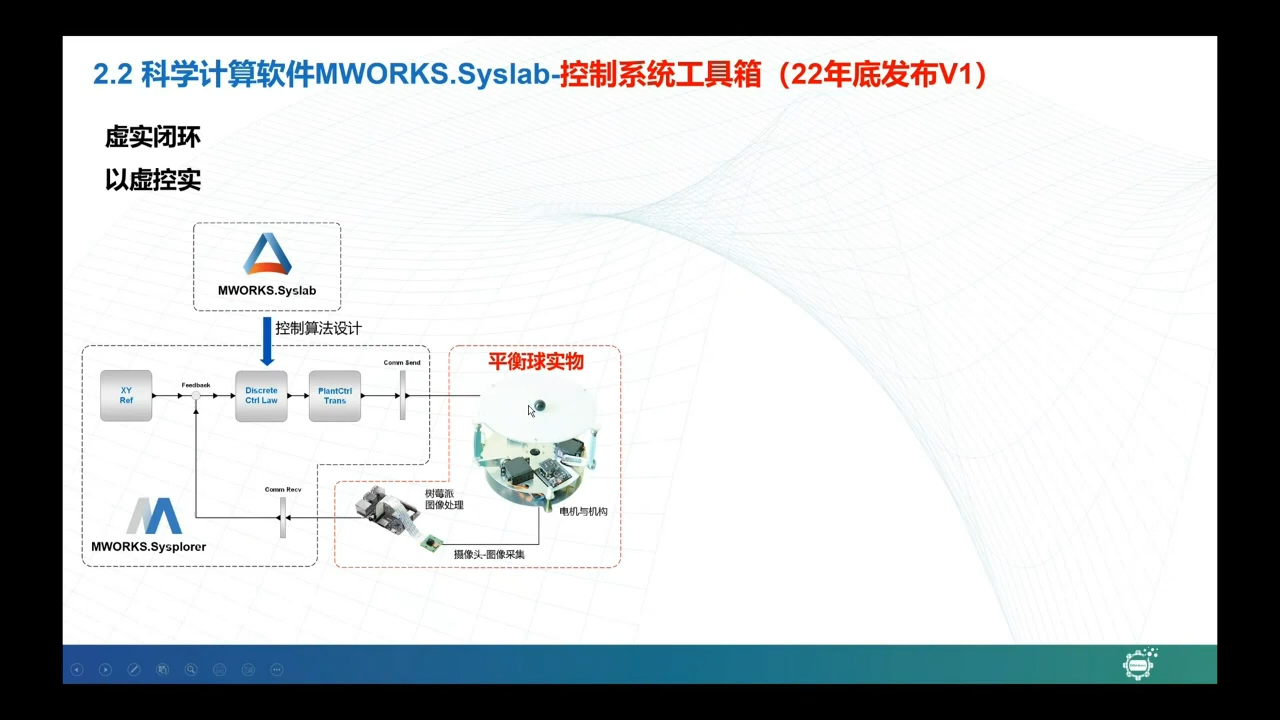 2.2 科学计算软件MWORKS.Syslab-控制系统工具箱（22年底发布V1）
虚实闭环
以虚控实
MWORKS.Syslab
控制算法设计
平衡球实物
Comm Send
XY
Ref
Feedback
Discrete
Ctrl Law
PlantCtrl
Trans
Comm Recv
树莓派
图像处理
电机与机构
MWORKS.Sysplorer
摄像头-图像采集